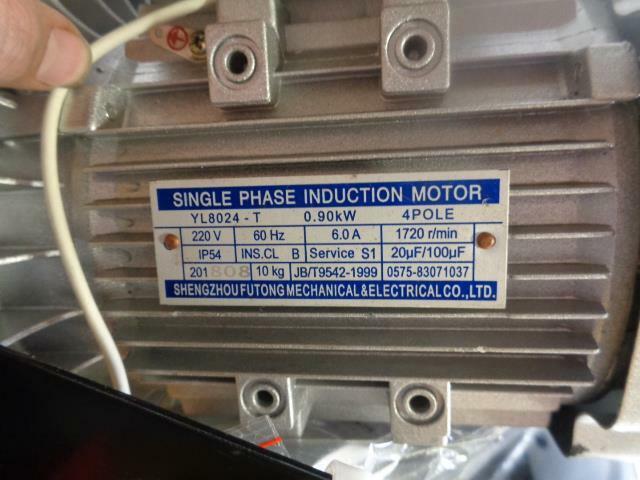 SINGLE PHASE INDUCTION MOTOR
YL8024-T 0.90kW 4POLE
220 V 60 Hz 6.0 A 1720 r/min
IP54 INS.CL B Service S1 20µF/100µF
201808 10 kg JB/T9542-1999 0575-83071037
SHENGZHOU FUTONG MECHANICAL&ELECTRICAL CO., LTD.